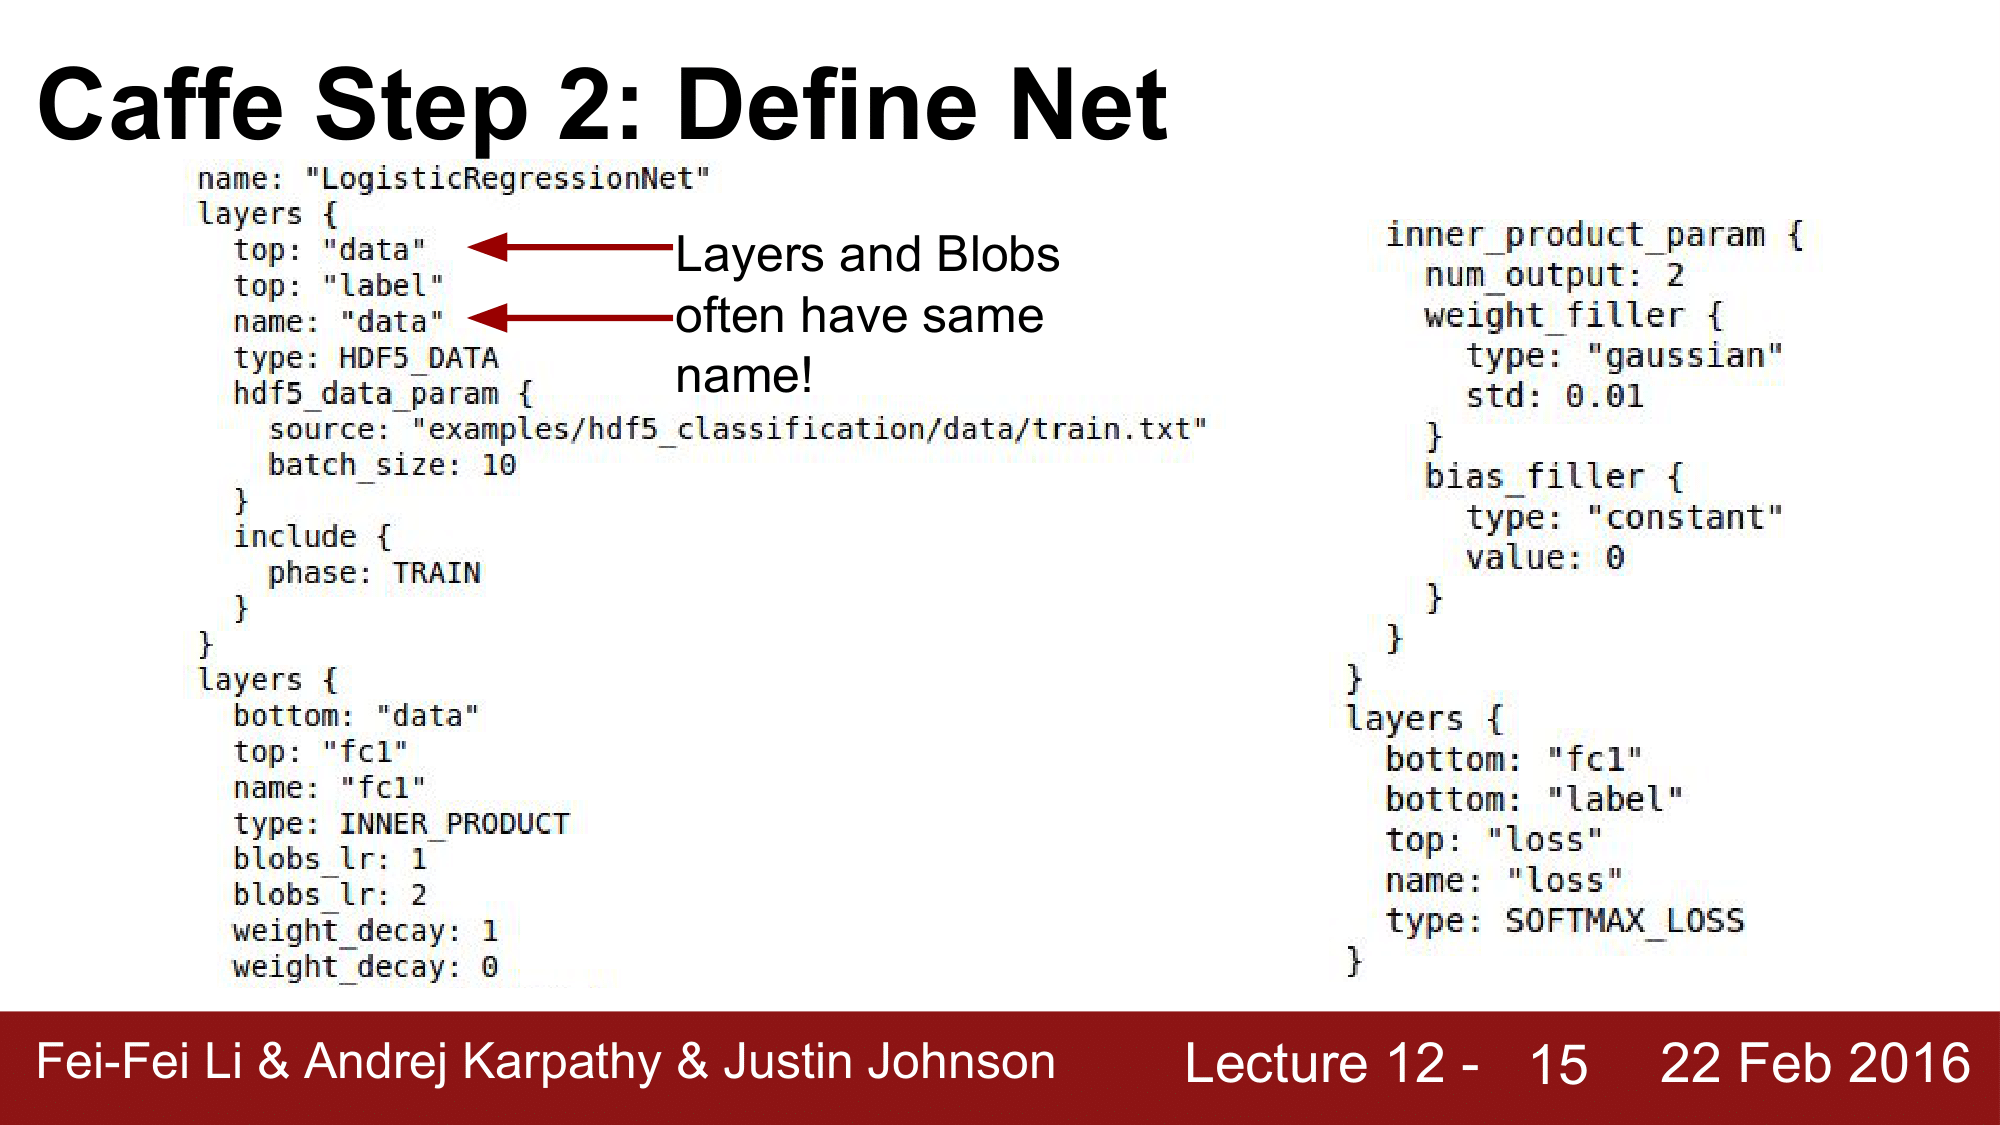 Caffe Step 2: Define Net
name: "LogisticRegressionNet"
layers {
  top: "data"
  top: "label"
  name: "data"
  type: HDF5_DATA
  hdf5_data_param {
    source: "examples/hdf5_classification/data/train.txt"
    batch_size: 10
  }
  include {
    phase: TRAIN
  }
}
layers {
  bottom: "data"
  top: "fc1"
  name: "fc1"
  type: INNER_PRODUCT
  blobs_lr: 1
  blobs_lr: 2
  weight_decay: 1
  weight_decay: 0
Layers and Blobs
often have same
name!
  inner_product_param {
    num_output: 2
    weight_filler {
      type: "gaussian"
      std: 0.01
    }
    bias_filler {
      type: "constant"
      value: 0
    }
  }
}
layers {
  bottom: "fc1"
  bottom: "label"
  top: "loss"
  name: "loss"
  type: SOFTMAX_LOSS
}
Fei-Fei Li & Andrej Karpathy & Justin Johnson Lecture 12 - 15 22 Feb 2016